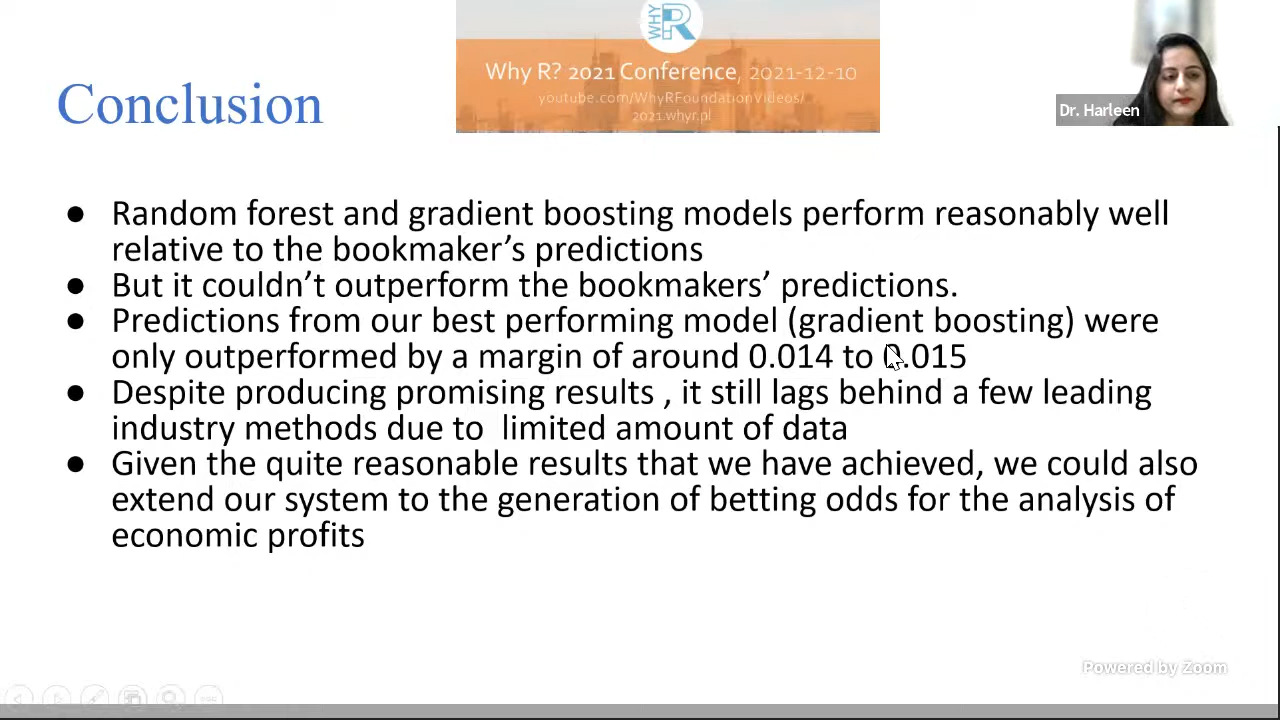 WHY R?
Why R? 2021 Conference, 2021-12-10
youtube.com/WhyRFoundationVideos/
2021.whyr.pl
Dr. Harleen
Conclusion
● Random forest and gradient boosting models perform reasonably well
relative to the bookmaker’s predictions
● But it couldn’t outperform the bookmakers’ predictions.
● Predictions from our best performing model (gradient boosting) were
only outperformed by a margin of around 0.014 to 0.015
● Despite producing promising results , it still lags behind a few leading
industry methods due to  limited amount of data
● Given the quite reasonable results that we have achieved, we could also
extend our system to the generation of betting odds for the analysis of
economic profits
Powered by Zoom